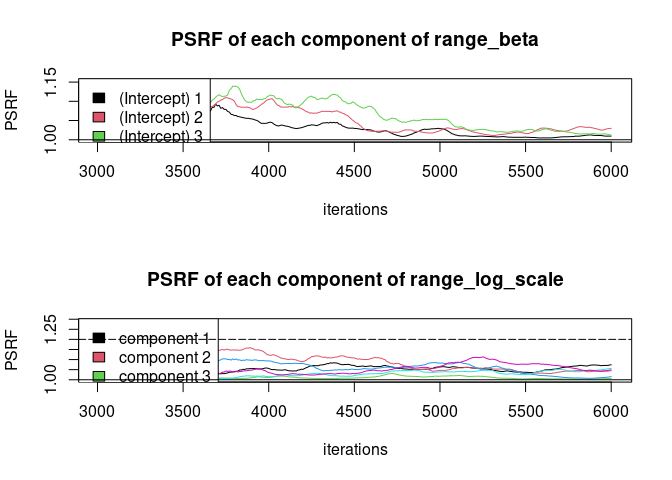 PSRF of each component of range_beta
PSRF
1.00 1.15
(Intercept) 1
(Intercept) 2
(Intercept) 3
3000 3500 4000 4500 5000 5500 6000
iterations
PSRF of each component of range_log_scale
PSRF
1.00 1.25
component 1
component 2
component 3
3000 3500 4000 4500 5000 5500 6000
iterations